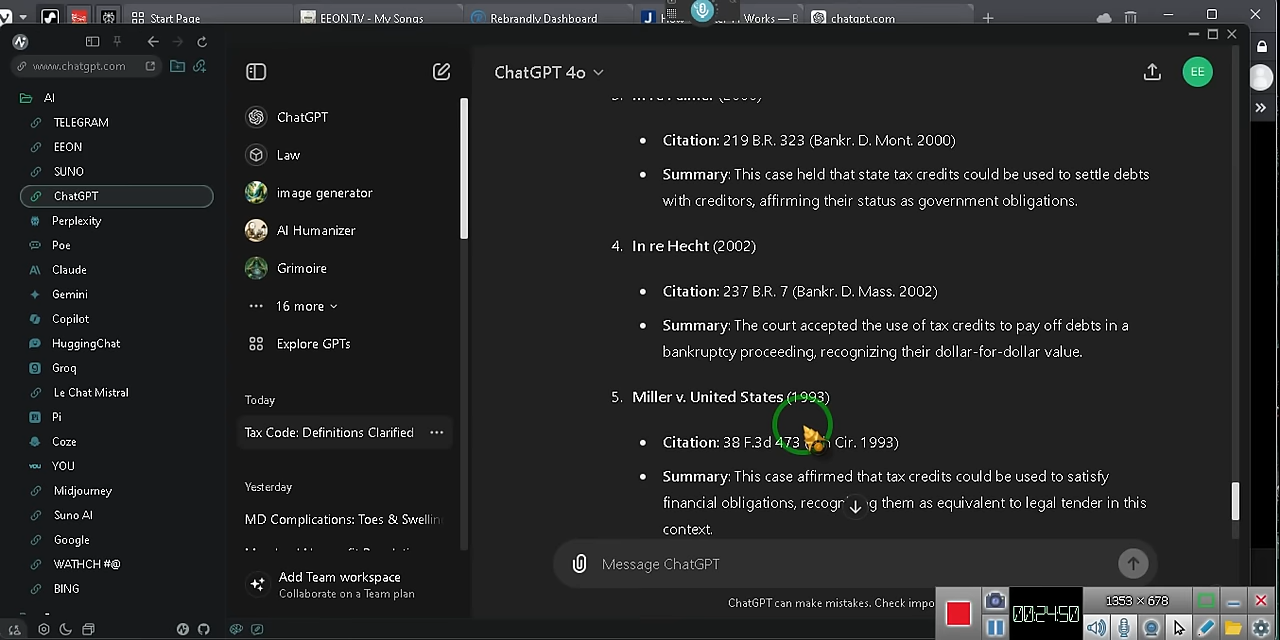 Start Page
EEON.TV - My Songs
Rebrandly Dashboard
Works — B
chatgpt.com
www.chatgpt.com
AI
TELEGRAM
EEON
SUNO
ChatGPT
Perplexity
Poe
Claude
Gemini
Copilot
HuggingChat
Groq
Le Chat Mistral
Pi
Coze
YOU
Midjourney
Suno AI
Google
WATHCH #@
BING
ChatGPT
Law
image generator
AI Humanizer
Grimoire
16 more
Explore GPTs
Today
Tax Code: Definitions Clarified
Yesterday
MD Complications: Toes & Swellin
Add Team workspace
Collaborate on a Team plan
ChatGPT 4o
EE
Citation: 219 B.R. 323 (Bankr. D. Mont. 2000)
Summary: This case held that state tax credits could be used to settle debts
with creditors, affirming their status as government obligations.
4. In re Hecht (2002)
Citation: 237 B.R. 7 (Bankr. D. Mass. 2002)
Summary: The court accepted the use of tax credits to pay off debts in a
bankruptcy proceeding, recognizing their dollar-for-dollar value.
5. Miller v. United States (1993)
Citation: 38 F.3d 473 Cir. 1993)
Summary: This case affirmed that tax credits could be used to satisfy
financial obligations, them as equivalent to legal tender in this
context.
Message ChatGPT
ChatGPT can make mistakes. Check impo
1353 × 678
00:24:50